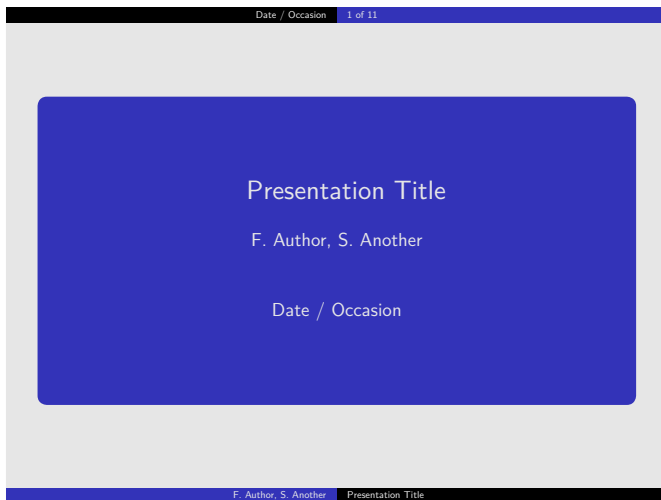 Date / Occasion 1 of 11
Presentation Title
F. Author, S. Another
Date / Occasion
F. Author, S. Another Presentation Title